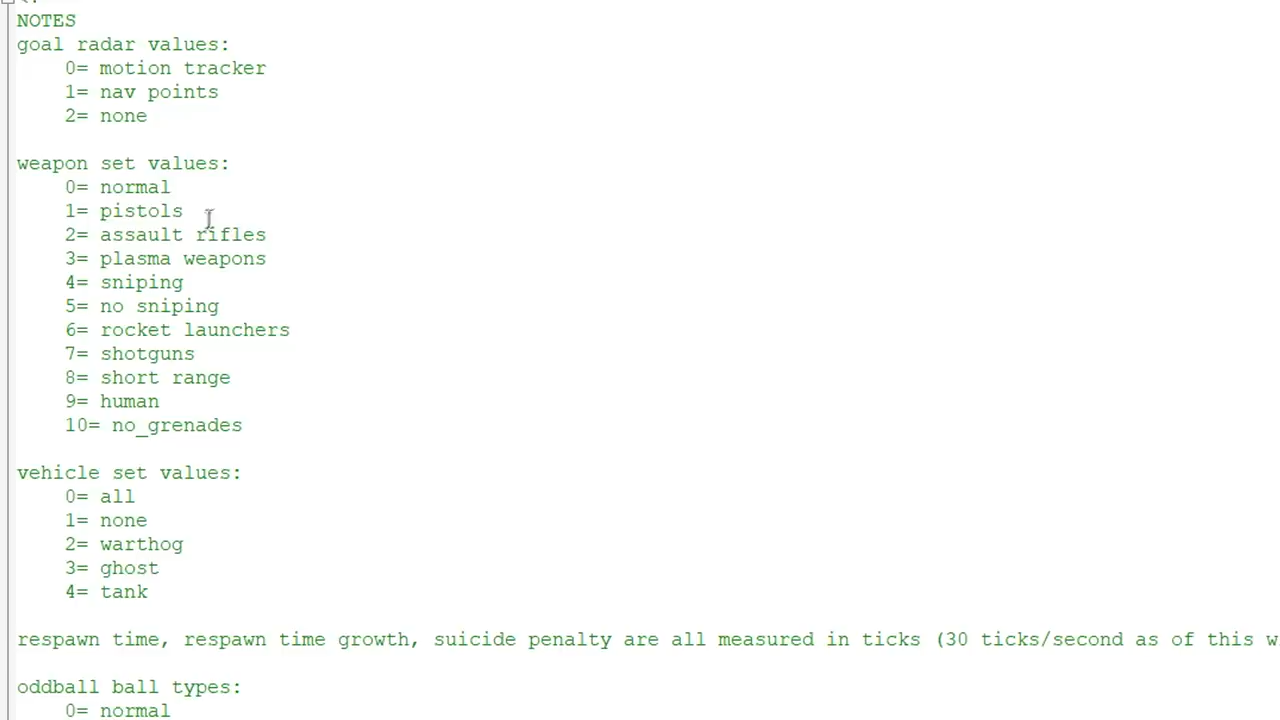 NOTES
goal radar values:
0= motion tracker
1= nav points
2= none
weapon set values:
0= normal
1= pistols
2= assault rifles
3= plasma weapons
4= sniping
5= no sniping
6= rocket launchers
7= shotguns
8= short range
9= human
10= no_grenades
vehicle set values:
0= all
1= none
2= warthog
3= ghost
4= tank
respawn time, respawn time growth, suicide penalty are all measured in ticks (30 ticks/second as of this w
oddball ball types:
0= normal